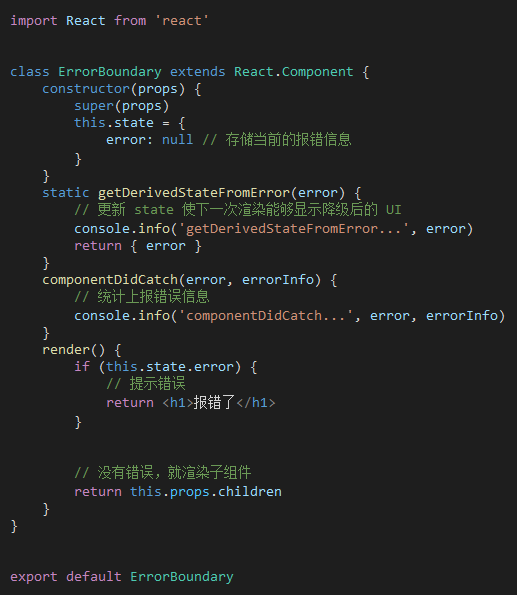 import React from 'react'
class ErrorBoundary extends React.Component {
    constructor(props) {
        super(props)
        this.state = {
            error: null // 存储当前的报错信息
        }
    }
    static getDerivedStateFromError(error) {
        // 更新 state 使下一次渲染能够显示降级后的 UI
        console.info('getDerivedStateFromError...', error)
        return { error }
    }
    componentDidCatch(error, errorInfo) {
        // 统计上报错误信息
        console.info('componentDidCatch...', error, errorInfo)
    }
    render() {
        if (this.state.error) {
            // 提示错误
            return <h1>报错了</h1>
        }
        // 没有错误，就渲染子组件
        return this.props.children
    }
}
export default ErrorBoundary